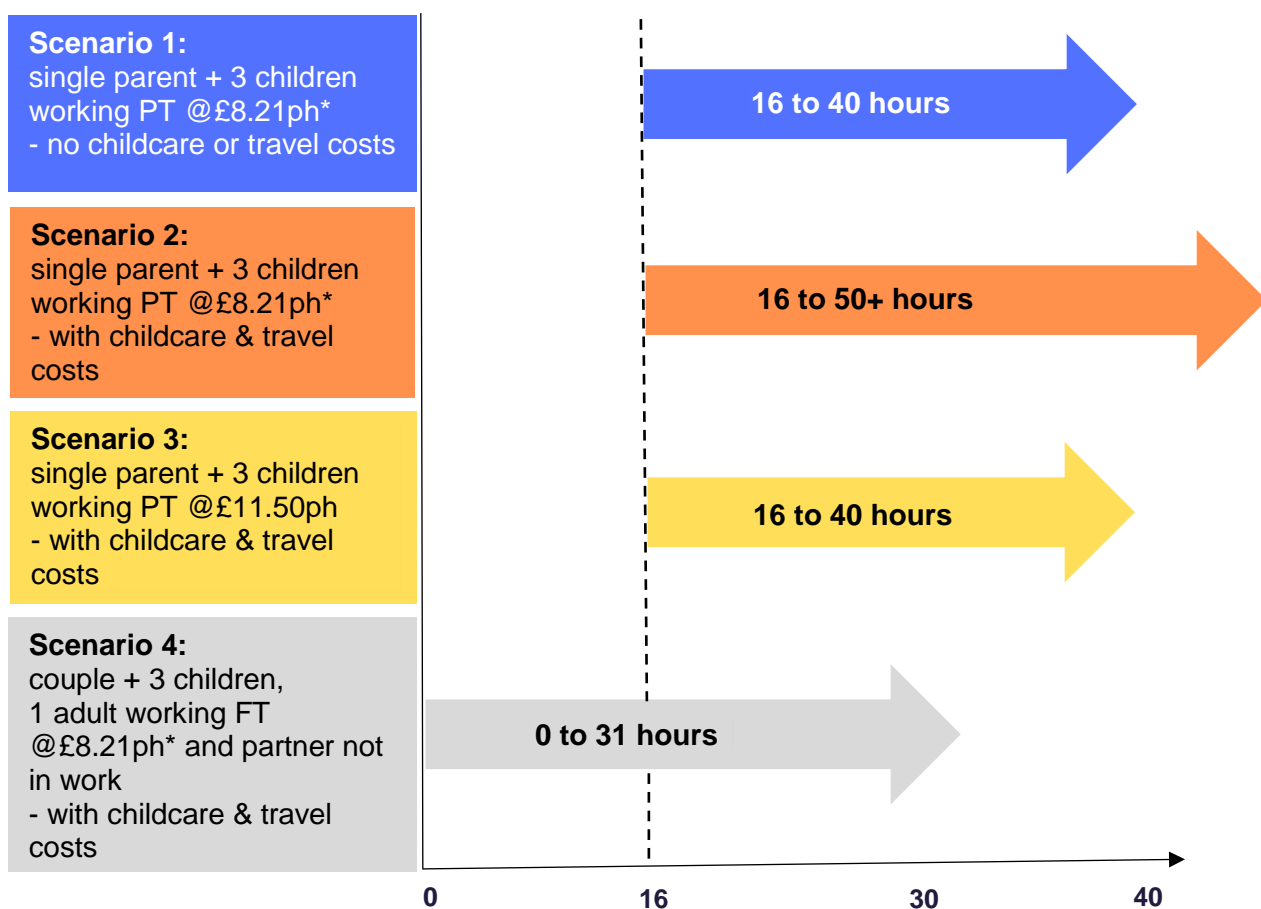 Scenario 1:
single parent + 3 children
working PT @£8.21ph*
- no childcare or travel costs
16 to 40 hours
Scenario 2:
single parent + 3 children
working PT @£8.21ph*
- with childcare & travel
costs
16 to 50+ hours
Scenario 3:
single parent + 3 children
working PT @£11.50ph
- with childcare & travel
costs
16 to 40 hours
Scenario 4:
couple + 3 children,
1 adult working FT
@£8.21ph* and partner not
in work
- with childcare & travel
costs
0 to 31 hours
0
16
30
40